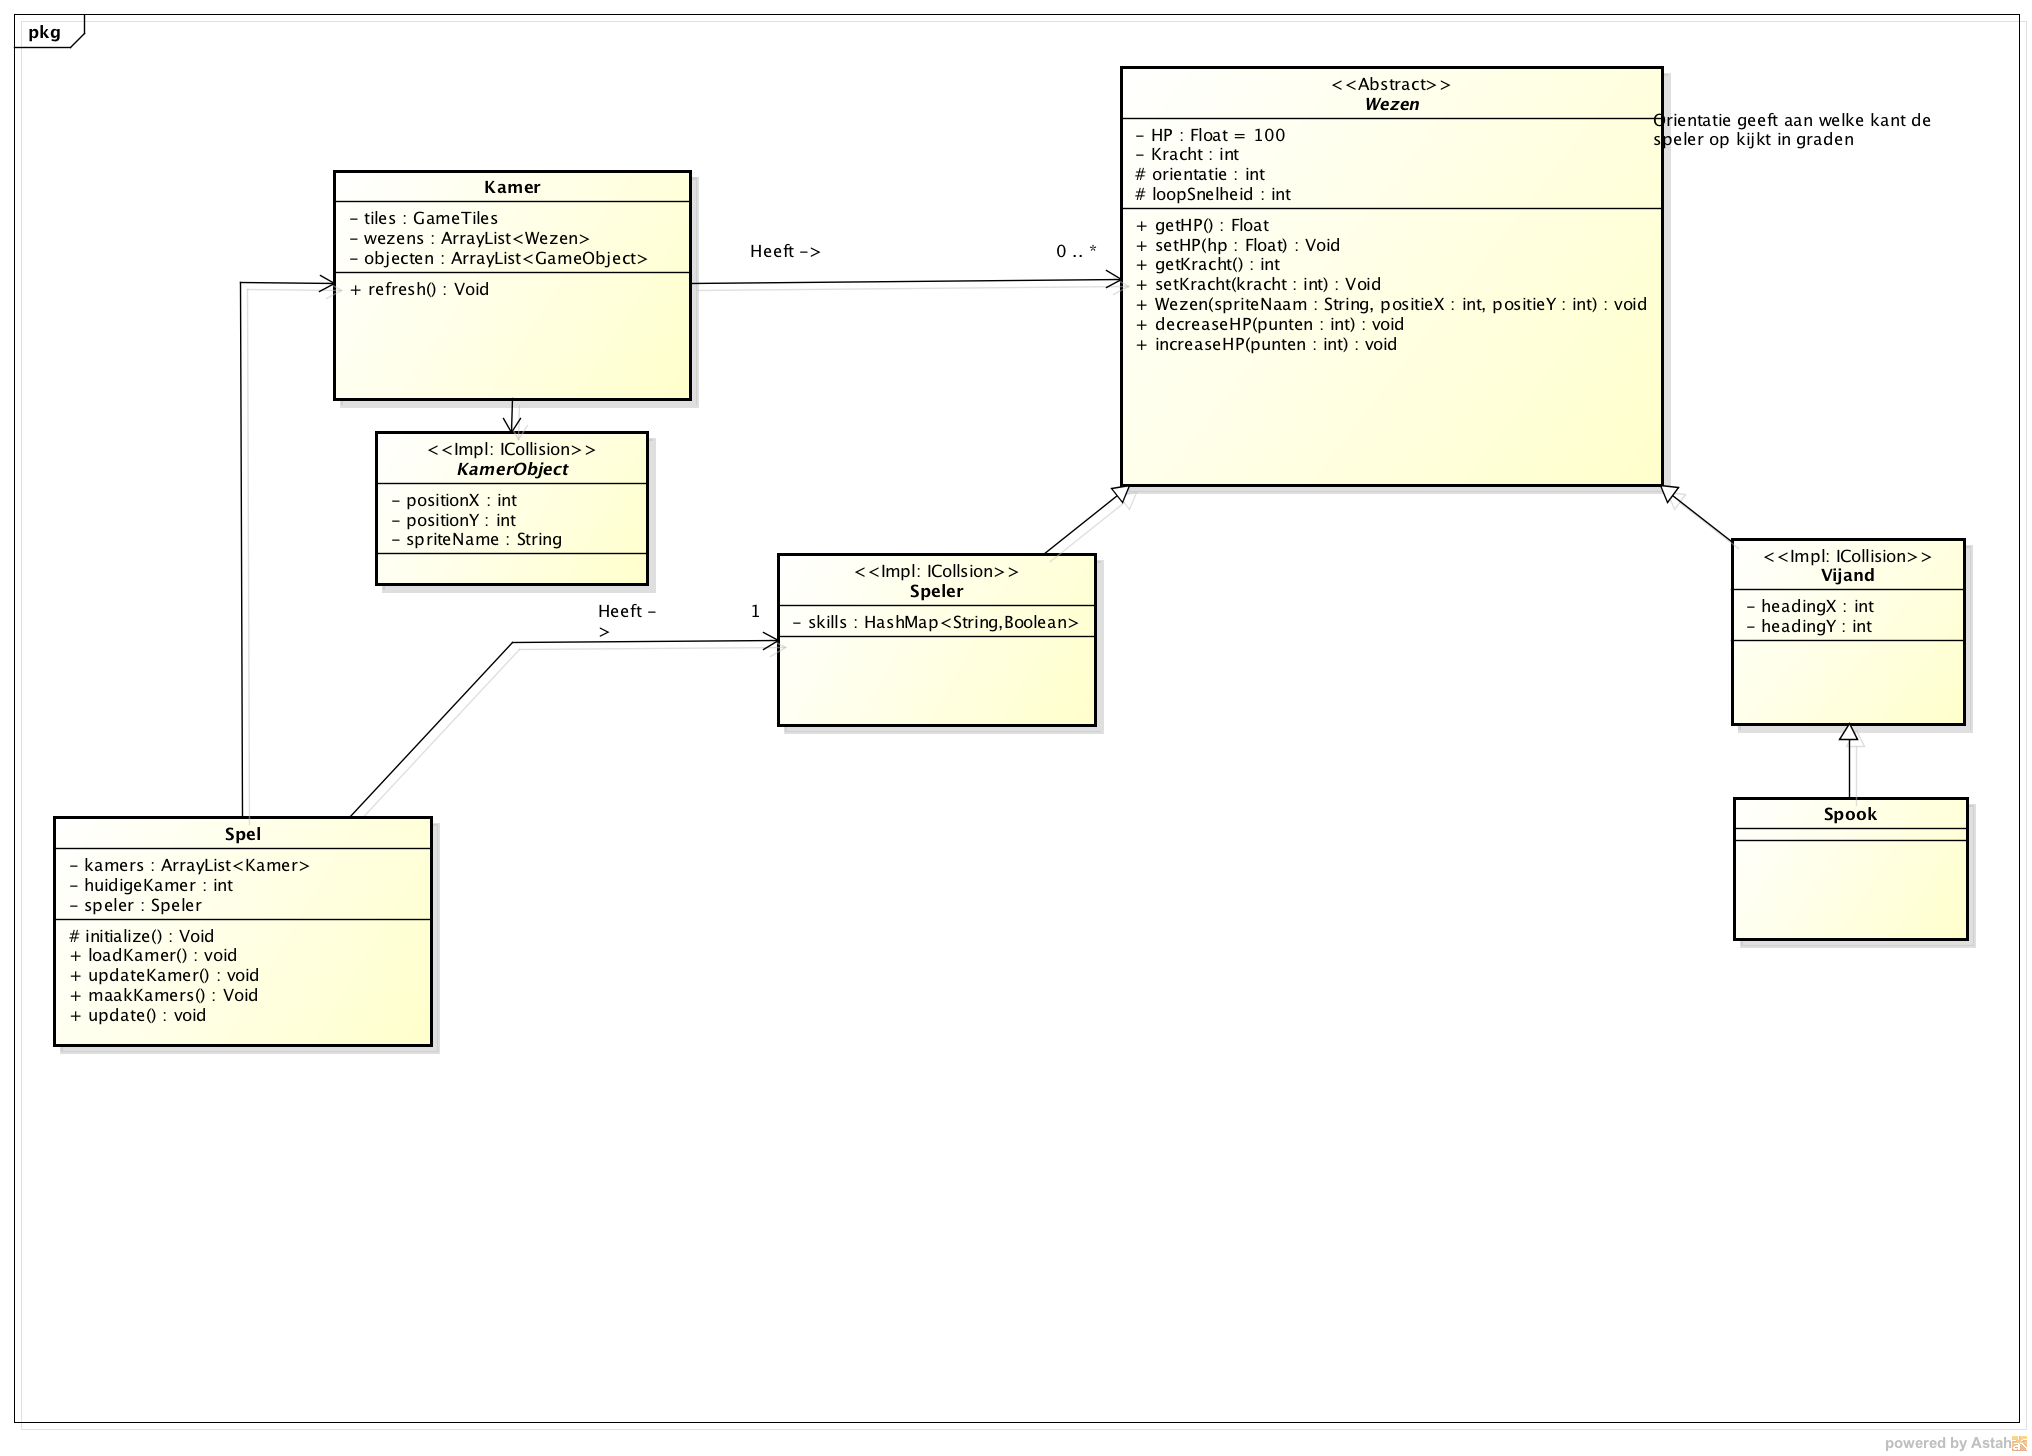 pkg
<<Abstract>>
Wezen
- HP : Float = 100
- Kracht : int
# orientatie : int
# loopSnelheid : int
+ getHP() : Float
+ setHP(hp : Float) : Void
+ getKracht() : int
+ setKracht(kracht : int) : Void
+ Wezen(spriteNaam : String, positieX : int, positieY : int) : void
+ decreaseHP(punten : int) : void
+ increaseHP(punten : int) : void
Orientatie geeft aan welke kant de
speler op kijkt in graden
Kamer
- tiles : GameTiles
- wezens : ArrayList<Wezen>
- objecten : ArrayList<GameObject>
+ refresh() : Void
Heeft ->
0 .. *
<<Impl: ICollision>>
KamerObject
- positionX : int
- positionY : int
- spriteName : String
<<Impl: ICollsion>>
Speler
- skills : HashMap<String,Boolean>
Heeft -
>
1
<<Impl: ICollision>>
Vijand
- headingX : int
- headingY : int
Spook
Spel
- kamers : ArrayList<Kamer>
- huidigeKamer : int
- speler : Speler
# initialize() : Void
+ loadKamer() : void
+ updateKamer() : void
+ maakKamers() : Void
+ update() : void
powered by Astah